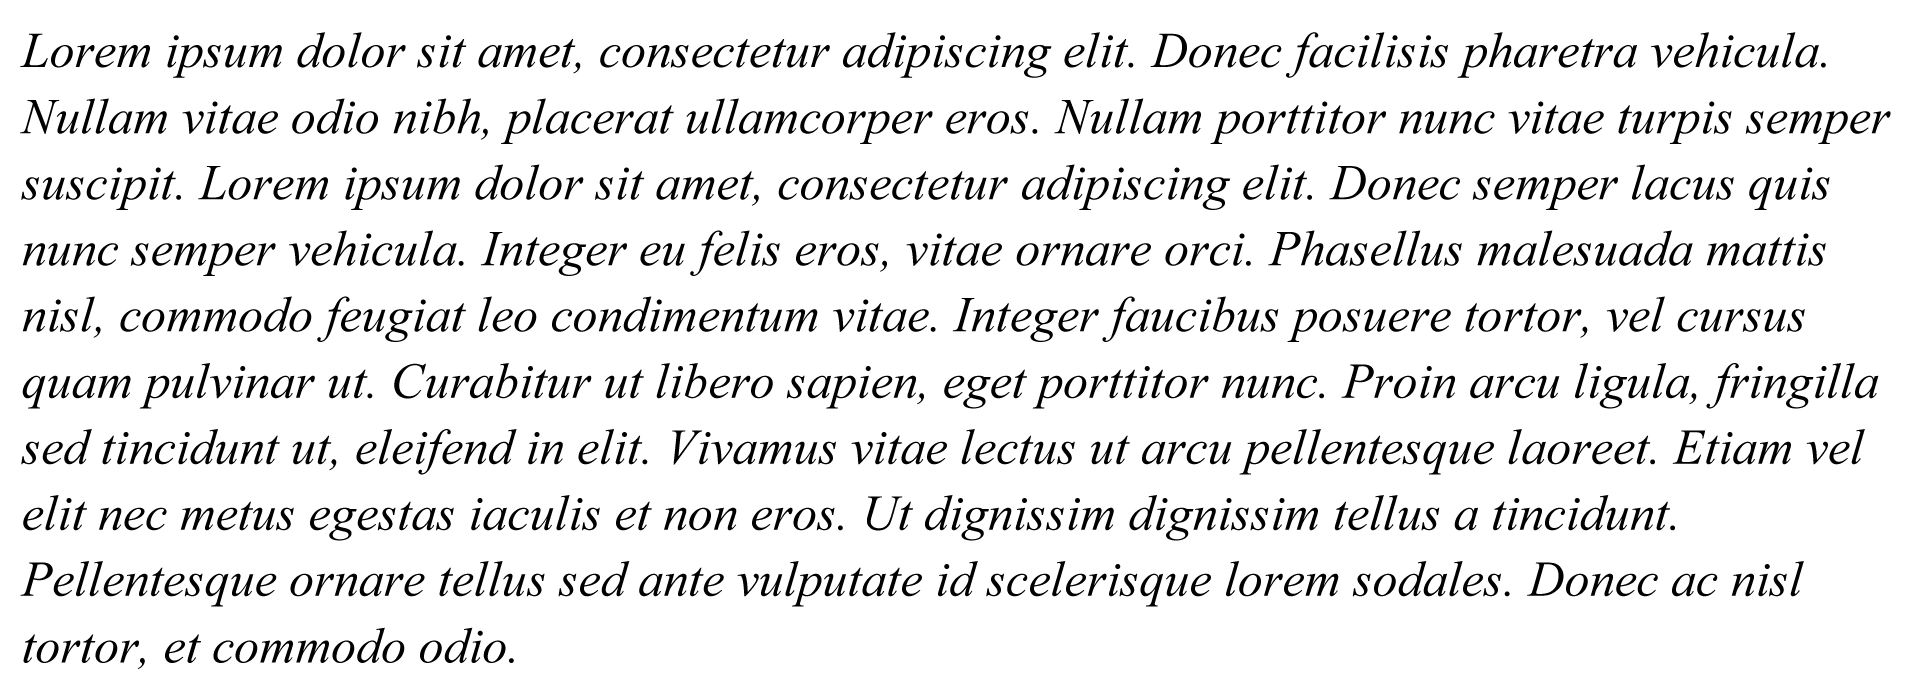 Lorem ipsum dolor sit amet, consectetur adipiscing elit. Donec facilisis pharetra vehicula.
Nullam vitae odio nibh, placerat ullamcorper eros. Nullam porttitor nunc vitae turpis semper
suscipit. Lorem ipsum dolor sit amet, consectetur adipiscing elit. Donec semper lacus quis
nunc semper vehicula. Integer eu felis eros, vitae ornare orci. Phasellus malesuada mattis
nisl, commodo feugiat leo condimentum vitae. Integer faucibus posuere tortor, vel cursus
quam pulvinar ut. Curabitur ut libero sapien, eget porttitor nunc. Proin arcu ligula, fringilla
sed tincidunt ut, eleifend in elit. Vivamus vitae lectus ut arcu pellentesque laoreet. Etiam vel
elit nec metus egestas iaculis et non eros. Ut dignissim dignissim tellus a tincidunt.
Pellentesque ornare tellus sed ante vulputate id scelerisque lorem sodales. Donec ac nisl
tortor, et commodo odio.